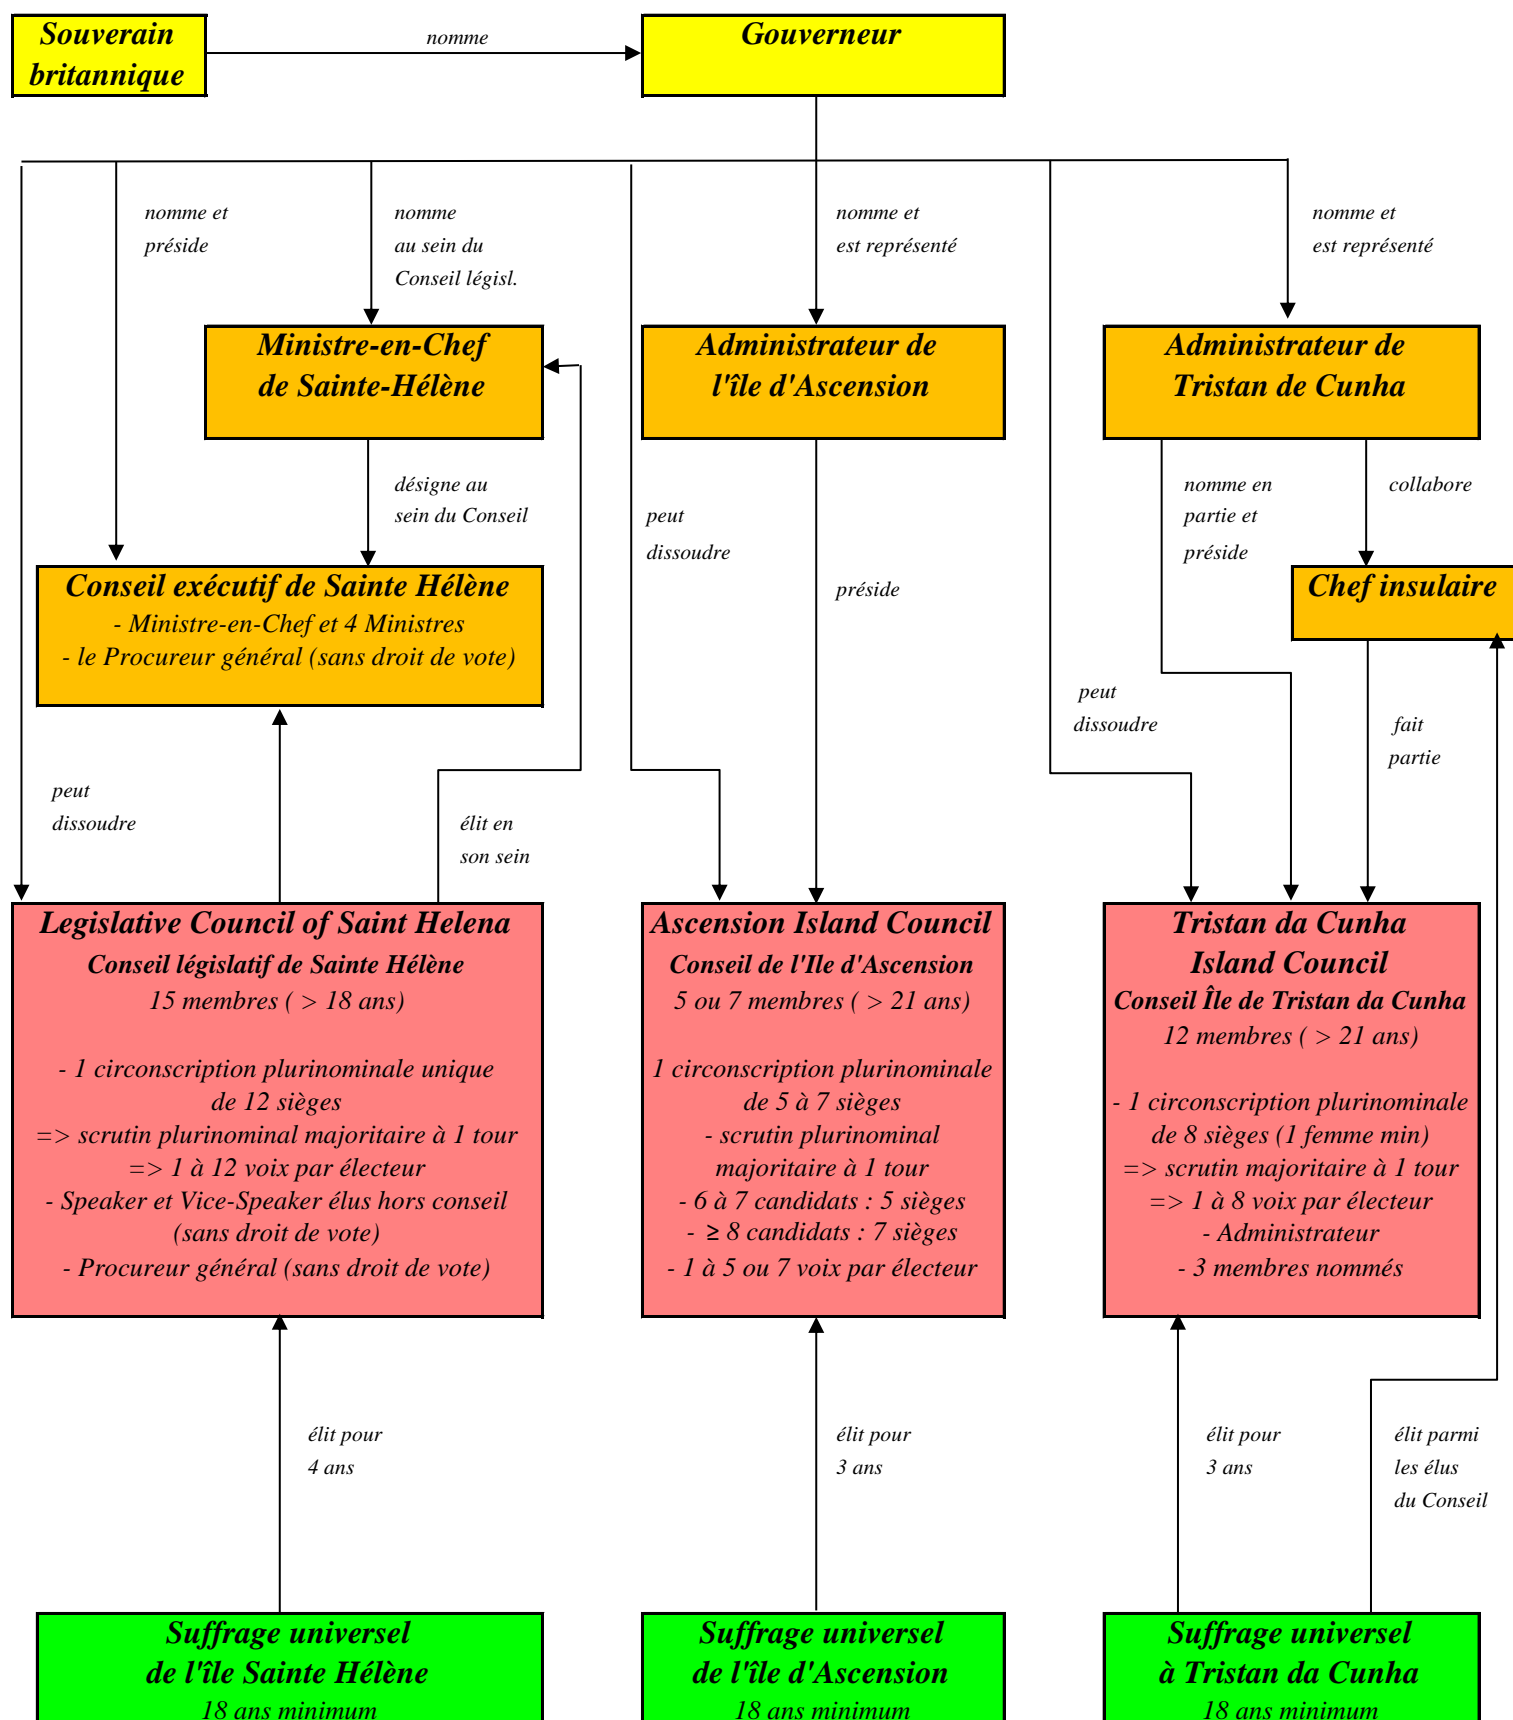 Souverain
britannique
nomme
Gouverneur
nomme et
préside
nomme
au sein du
Conseil législ.
nomme et
est représenté
nomme et
est représenté
Ministre-en-Chef
de Sainte-Hélène
Administrateur de
l'île d'Ascension
Administrateur de
Tristan de Cunha
désigne au
sein du Conseil
peut
dissoudre
préside
nomme en
partie et
préside
collabore
Conseil exécutif de Sainte Hélène
- Ministre-en-Chef et 4 Ministres
- le Procureur général (sans droit de vote)
Chef insulaire
peut
dissoudre
fait
partie
peut
dissoudre
élit en
son sein
Legislative Council of Saint Helena
Conseil législatif de Sainte Hélène
15 membres ( > 18 ans)
- 1 circonscription plurinominale unique
de 12 sièges
=> scrutin plurinominal majoritaire à 1 tour
=> 1 à 12 voix par électeur
- Speaker et Vice-Speaker élus hors conseil
(sans droit de vote)
- Procureur général (sans droit de vote)
Ascension Island Council
Conseil de l'Ile d'Ascension
5 ou 7 membres ( > 21 ans)
1 circonscription plurinominale
de 5 à 7 sièges
- scrutin plurinominal
majoritaire à 1 tour
- 6 à 7 candidats : 5 sièges
- ≥ 8 candidats : 7 sièges
- 1 à 5 ou 7 voix par électeur
Tristan da Cunha
Island Council
Conseil Île de Tristan da Cunha
12 membres ( > 21 ans)
- 1 circonscription plurinominale
de 8 sièges (1 femme min)
=> scrutin majoritaire à 1 tour
=> 1 à 8 voix par électeur
- Administrateur
- 3 membres nommés
élit pour
4 ans
élit pour
3 ans
élit pour
3 ans
élit parmi
les élus
du Conseil
Suffrage universel
de l'île Sainte Hélène
18 ans minimum
Suffrage universel
de l'île d'Ascension
18 ans minimum
Suffrage universel
à Tristan da Cunha
18 ans minimum